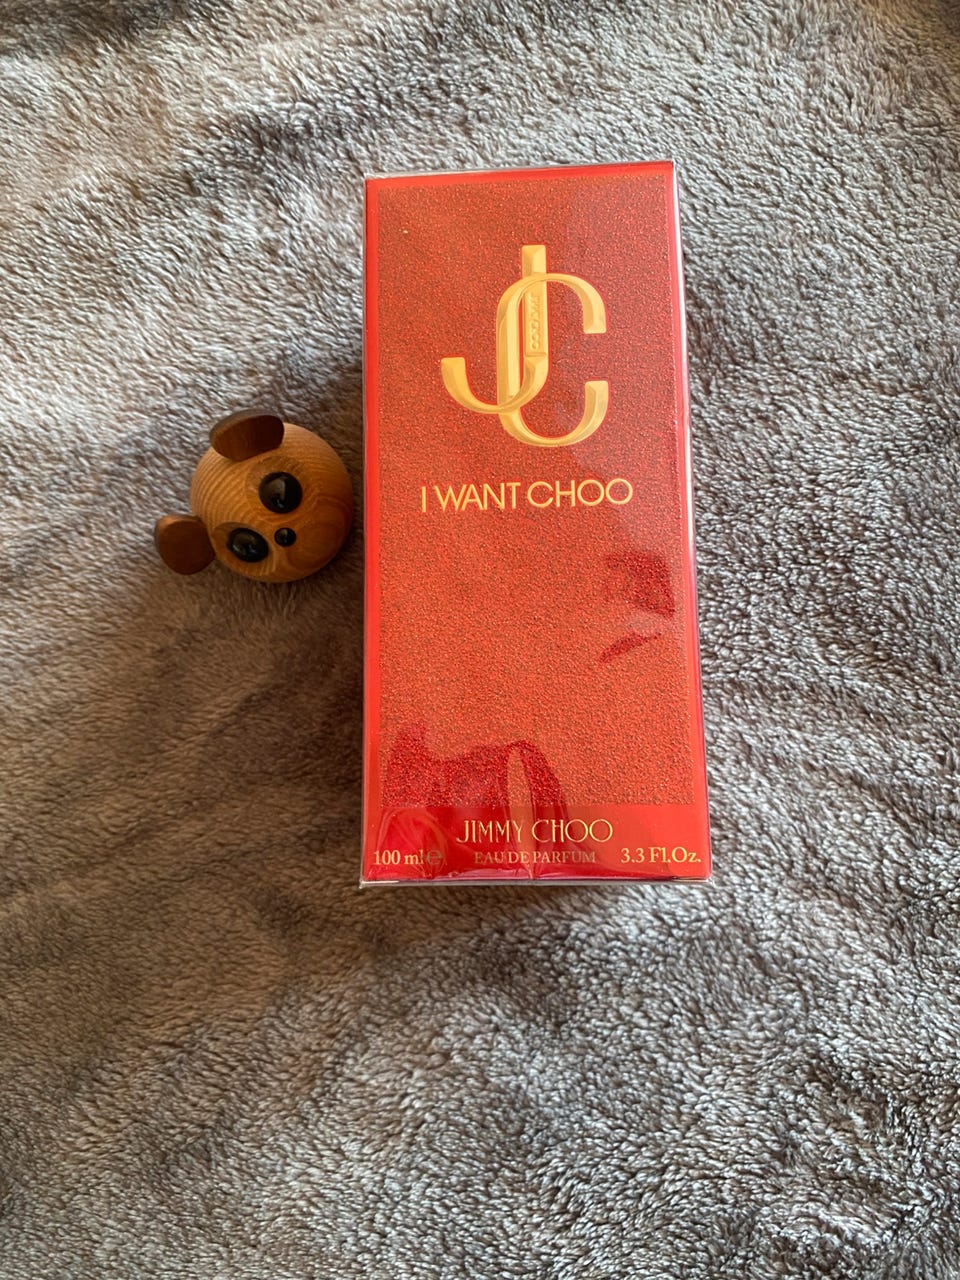 JC
I WANT CHOO
JIMMY CHOO
100 ml ℮ EAU DE PARFUM 3.3 Fl.Oz.